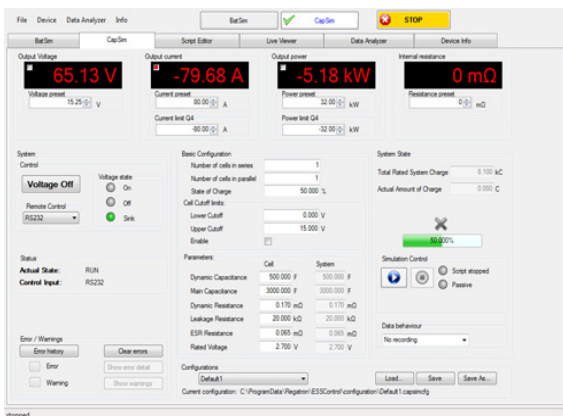 File Device Data Analyzer Info BatSim CapSim STOP
BatSim CapSim Script Editor Live Viewer Data Analyzer Device Info
Output Voltage Output current Output power Internal resistance
65.13 V -79.68 A -5.18 kW 0 mΩ
Voltage preset Current preset Power preset Resistance preset
15.25 V 80.00 A 32.00 kW 0 mΩ
Current limit Q4 Power limit Q4
-80.00 A -32.00 kW
System Basic Configuration System State
Control Number of cells in series 1
Total Rated System Charge 8.100 kC
Voltage Off Voltage state Number of cells in parallel 1
On State of Charge 50.000 %
Actual Amount of Charge 0.000 C
Remote Control Off Cell Cutoff limits:
RS232 Sink Lower Cutoff 0.000 V
Upper Cutoff 15.000 V
Enable 50.000%
Status Parameters: Cell System Simulation Control
Actual State: RUN Dynamic Capacitance 500.000 F 500.000 F Script stopped
Control Input: RS232 Main Capacitance 3000.000 F 3000.000 F Passive
Dynamic Resistance 0.170 mΩ 0.170 mΩ
Leakage Resistance 20.000 kΩ 20.000 kΩ
ESR Resistance 0.065 mΩ 0.065 mΩ Data behaviour
Error / Warnings Rated Voltage 2.700 V 2.700 V No recording
Error history Clear errors
Error Show error detail Configurations
Warning Show warnings Default1 Load... Save Save As...
Current configuration: C:\ProgramData\Regatron\ESSControl\configuration\Default1.capsimcfg
stopped